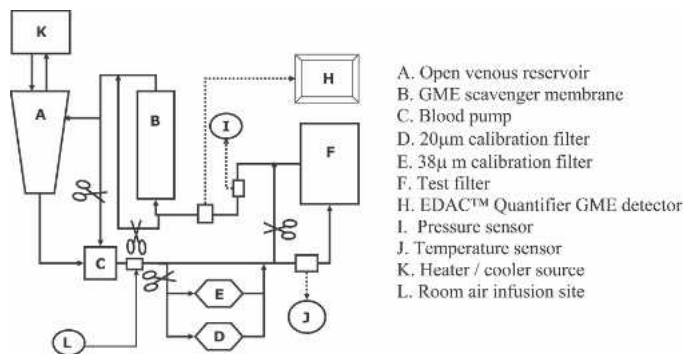 K
A
B
I
H
F
C
E
D
J
L
A. Open venous reservoir
B. GME scavenger membrane
C. Blood pump
D. 20µm calibration filter
E. 38µ m calibration filter
F. Test filter
H. EDAC™ Quantifier GME detector
I. Pressure sensor
J. Temperature sensor
K. Heater / cooler source
L. Room air infusion site